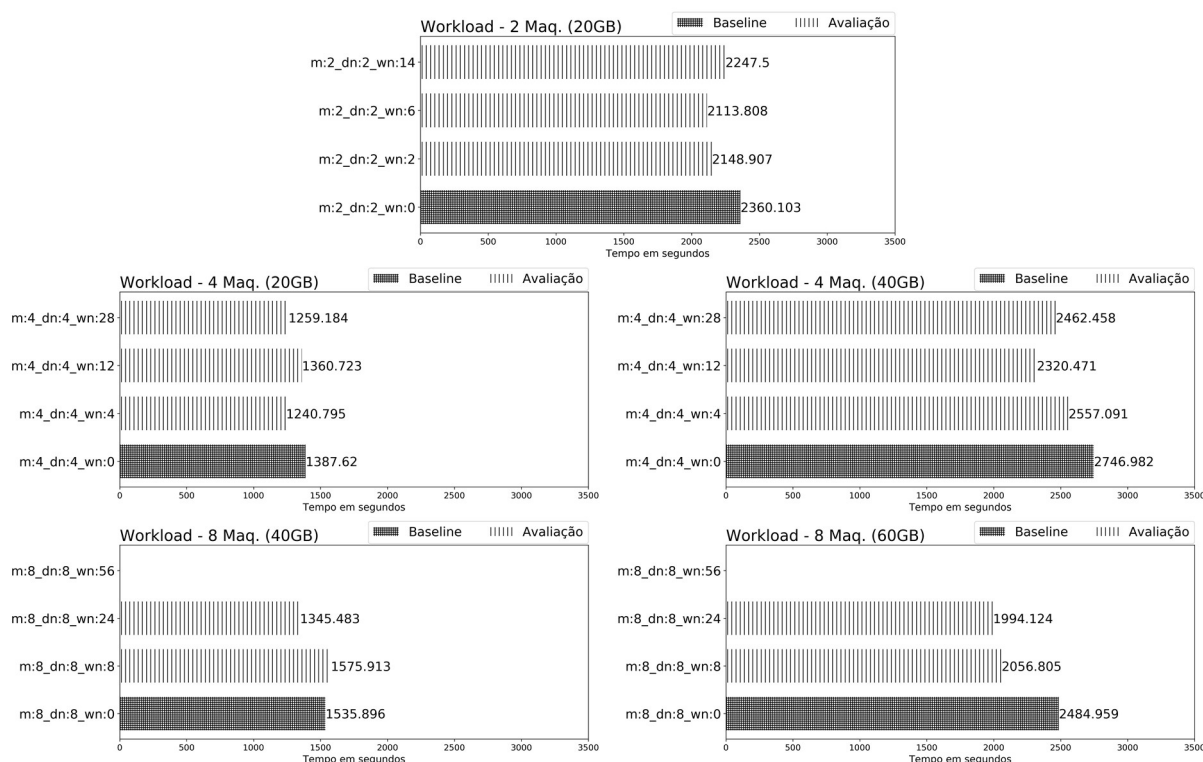 Workload - 2 Maq. (20GB)
Baseline Avaliação
m:2_dn:2_wn:14 2247.5
m:2_dn:2_wn:6 2113.808
m:2_dn:2_wn:2 2148.907
m:2_dn:2_wn:0 2360.103
0 500 1000 1500 2000 2500 3000 3500
Tempo em segundos
Workload - 4 Maq. (20GB)
Baseline Avaliação
m:4_dn:4_wn:28 1259.184
m:4_dn:4_wn:12 1360.723
m:4_dn:4_wn:4 1240.795
m:4_dn:4_wn:0 1387.62
0 500 1000 1500 2000 2500 3000 3500
Tempo em segundos
Workload - 4 Maq. (40GB)
Baseline Avaliação
m:4_dn:4_wn:28 2462.458
m:4_dn:4_wn:12 2320.471
m:4_dn:4_wn:4 2557.091
m:4_dn:4_wn:0 2746.982
0 500 1000 1500 2000 2500 3000 3500
Tempo em segundos
Workload - 8 Maq. (40GB)
Baseline Avaliação
m:8_dn:8_wn:56
m:8_dn:8_wn:24 1345.483
m:8_dn:8_wn:8 1575.913
m:8_dn:8_wn:0 1535.896
0 500 1000 1500 2000 2500 3000 3500
Tempo em segundos
Workload - 8 Maq. (60GB)
Baseline Avaliação
m:8_dn:8_wn:56
m:8_dn:8_wn:24 1994.124
m:8_dn:8_wn:8 2056.805
m:8_dn:8_wn:0 2484.959
0 500 1000 1500 2000 2500 3000 3500
Tempo em segundos